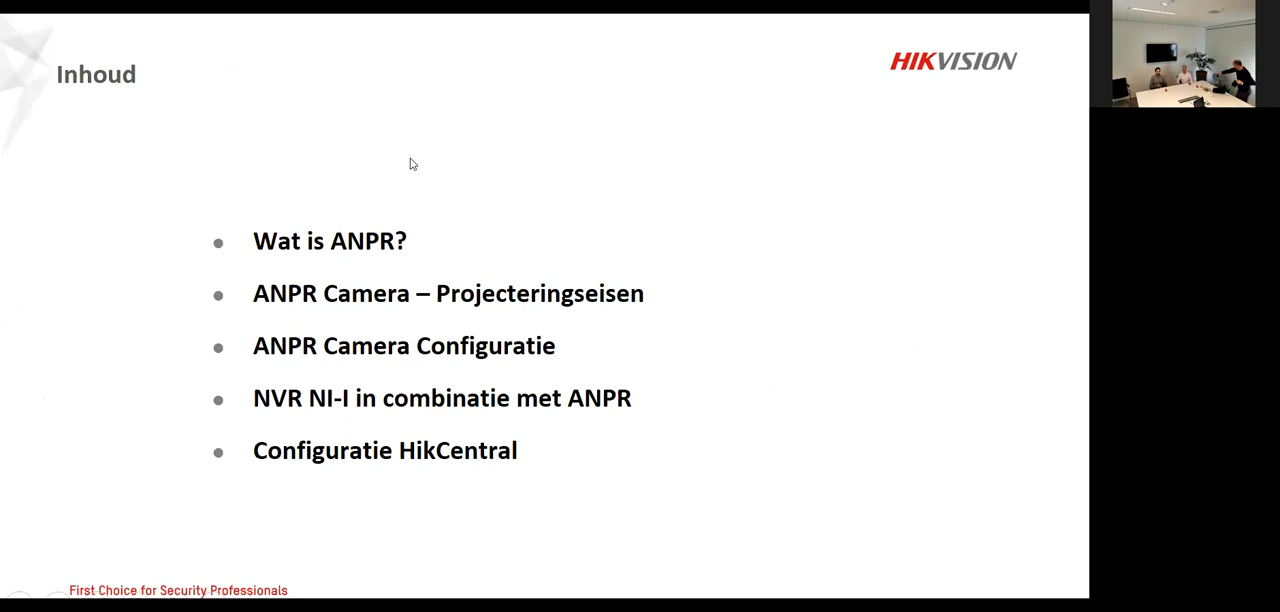 Inhoud
HIKVISION
Wat is ANPR?
ANPR Camera – Projecteringseisen
ANPR Camera Configuratie
NVR NI-I in combinatie met ANPR
Configuratie HikCentral
First Choice for Security Professionals